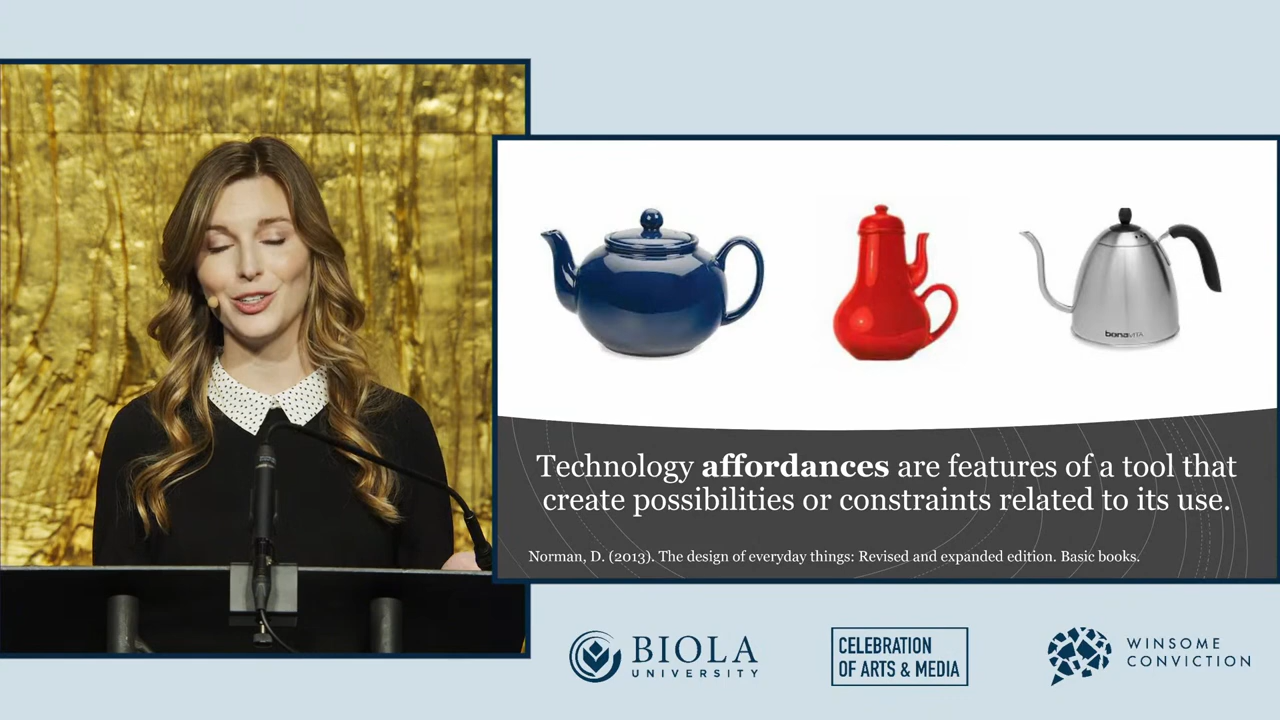 bonaVITA
Technology affordances are features of a tool that
create possibilities or constraints related to its use.
Norman, D. (2013). The design of everyday things: Revised and expanded edition. Basic books.
BIOLA
UNIVERSITY
CELEBRATION
OF ARTS & MEDIA
WINSOME
CONVICTION